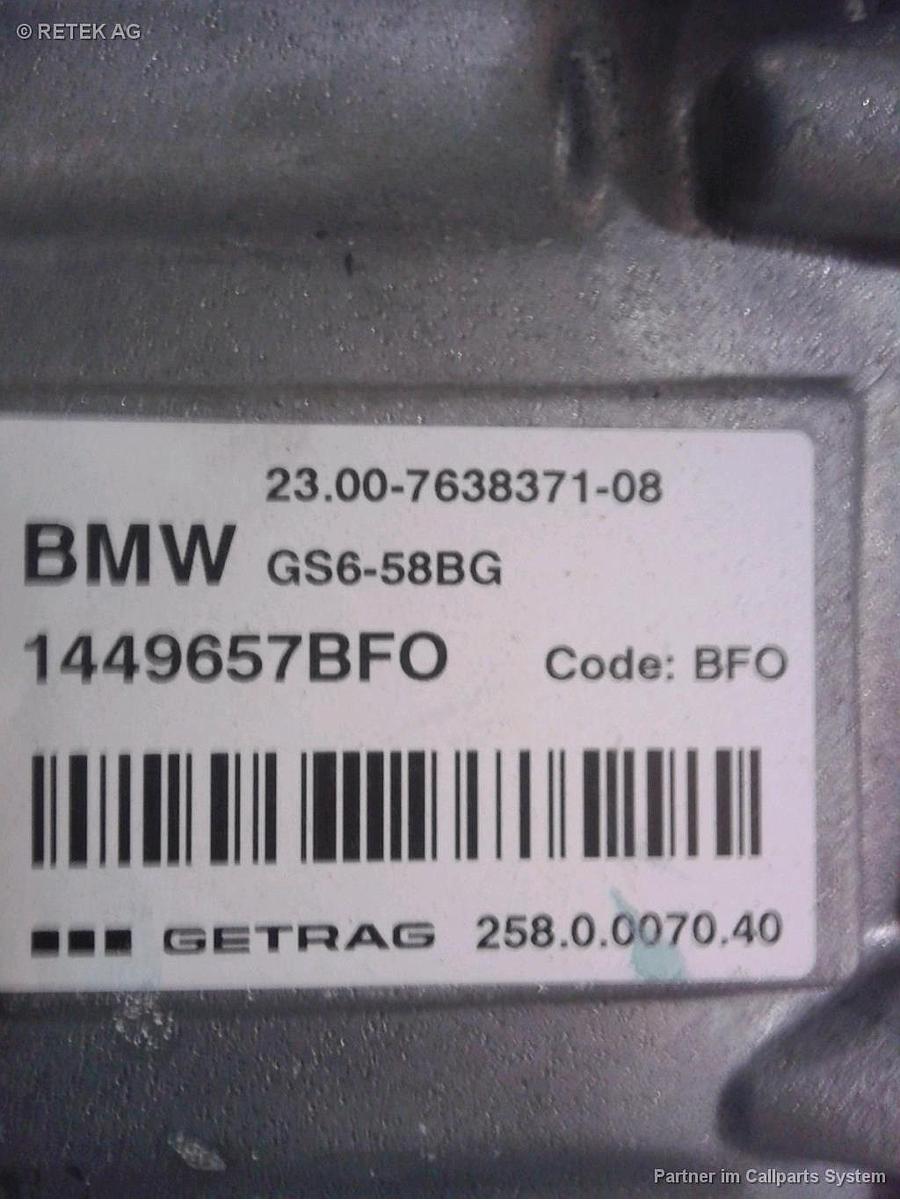 © RETEK AG
23.00-7638371-08
BMW GS6-58BG
1449657BFO Code: BFO
GETRAG 258.0.0070.40
Partner im Callparts System